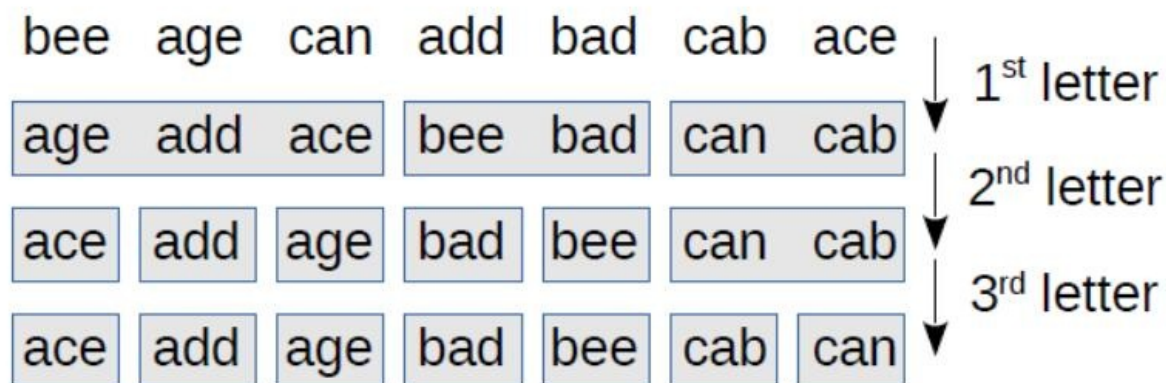 bee age can add bad cab ace
1st letter
age add ace bee bad can cab
2nd letter
ace add age bad bee can cab
3rd letter
ace add age bad bee cab can